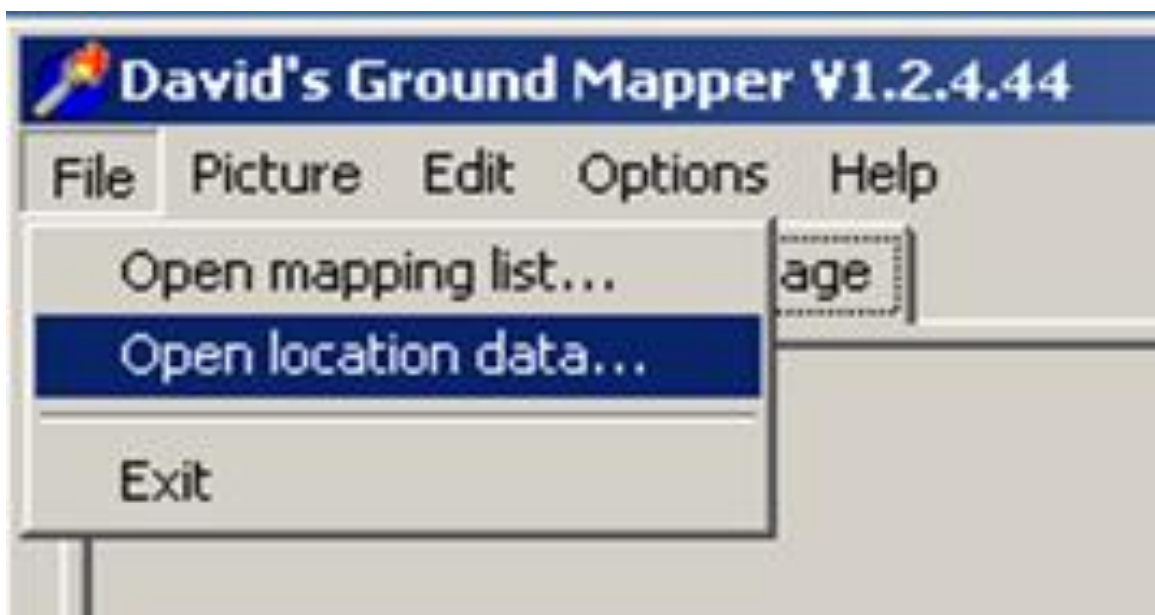 David's Ground Mapper V1.2.4.44
File Picture Edit Options Help
Open mapping list... age
Open location data...
Exit